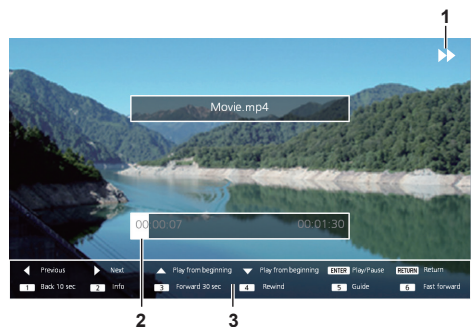 1
Movie.mp4
00:00:07 00:01:30
Previous Next Play from beginning Play from beginning ENTER Play/Pause RETURN Return
1 Back 10 sec 2 Info 3 Forward 30 sec 4 Rewind 5 Guide 6 Fast forward
2 3